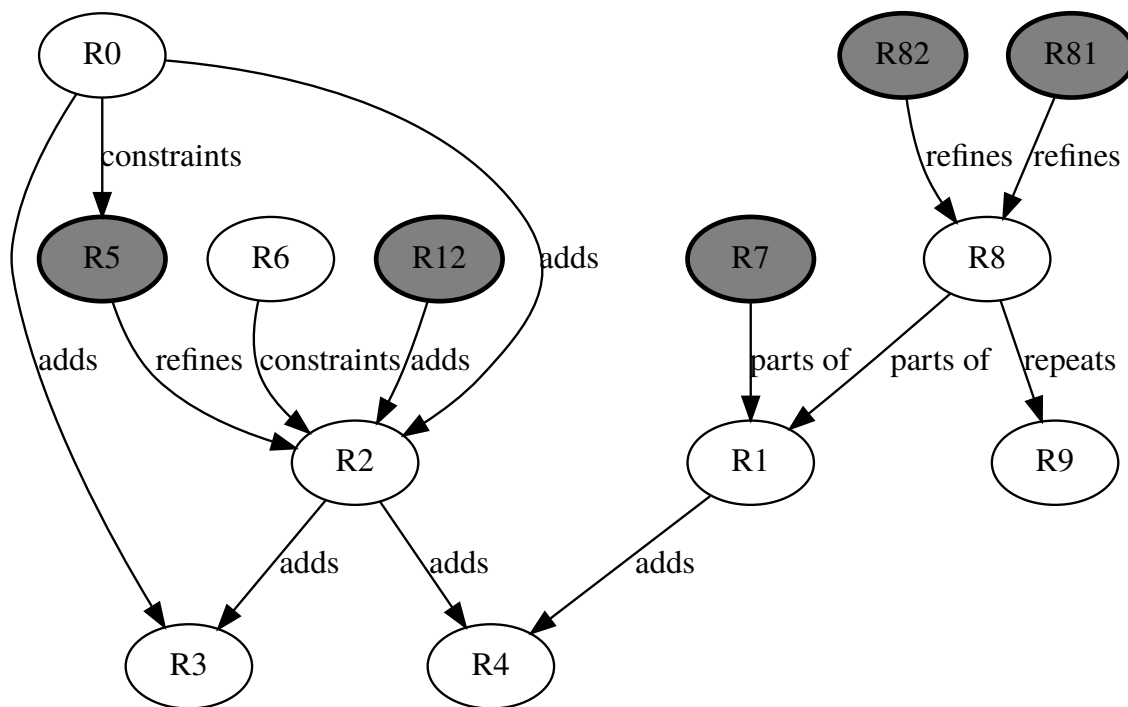 R0
R82
R81
constraints
refines
refines
R5
R6
R12
adds
R7
R8
adds
refines
constraints
adds
parts of
parts of
repeats
R2
R1
R9
adds
adds
adds
R3
R4